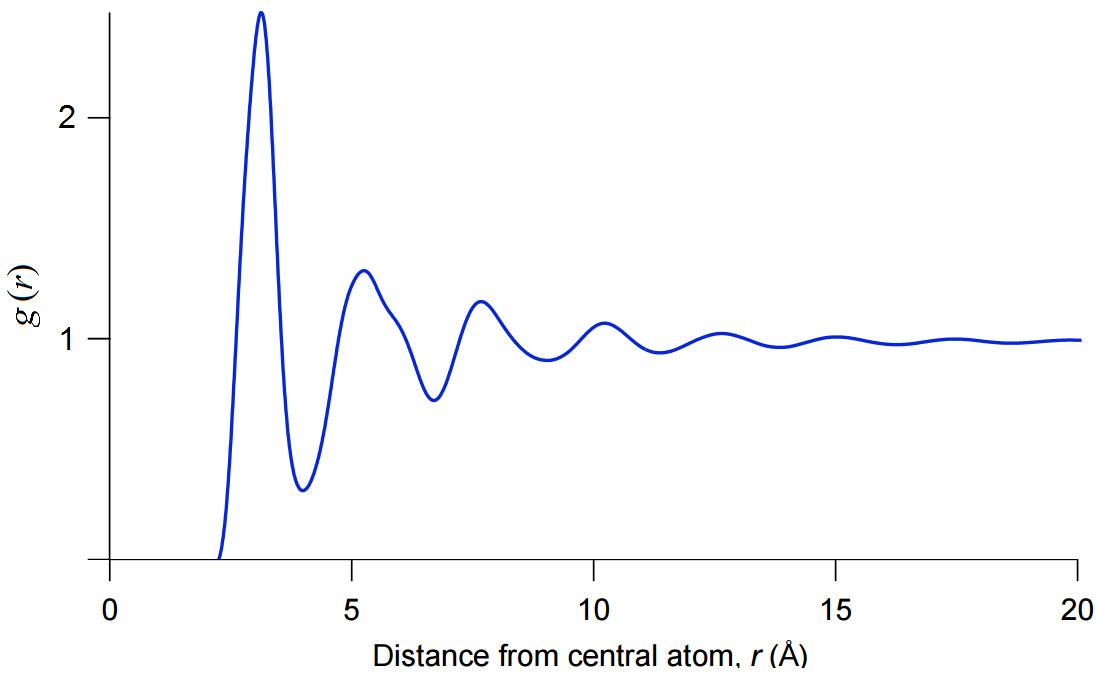 2
g (r)
1
0 5 10 15 20
Distance from central atom, r (Å)